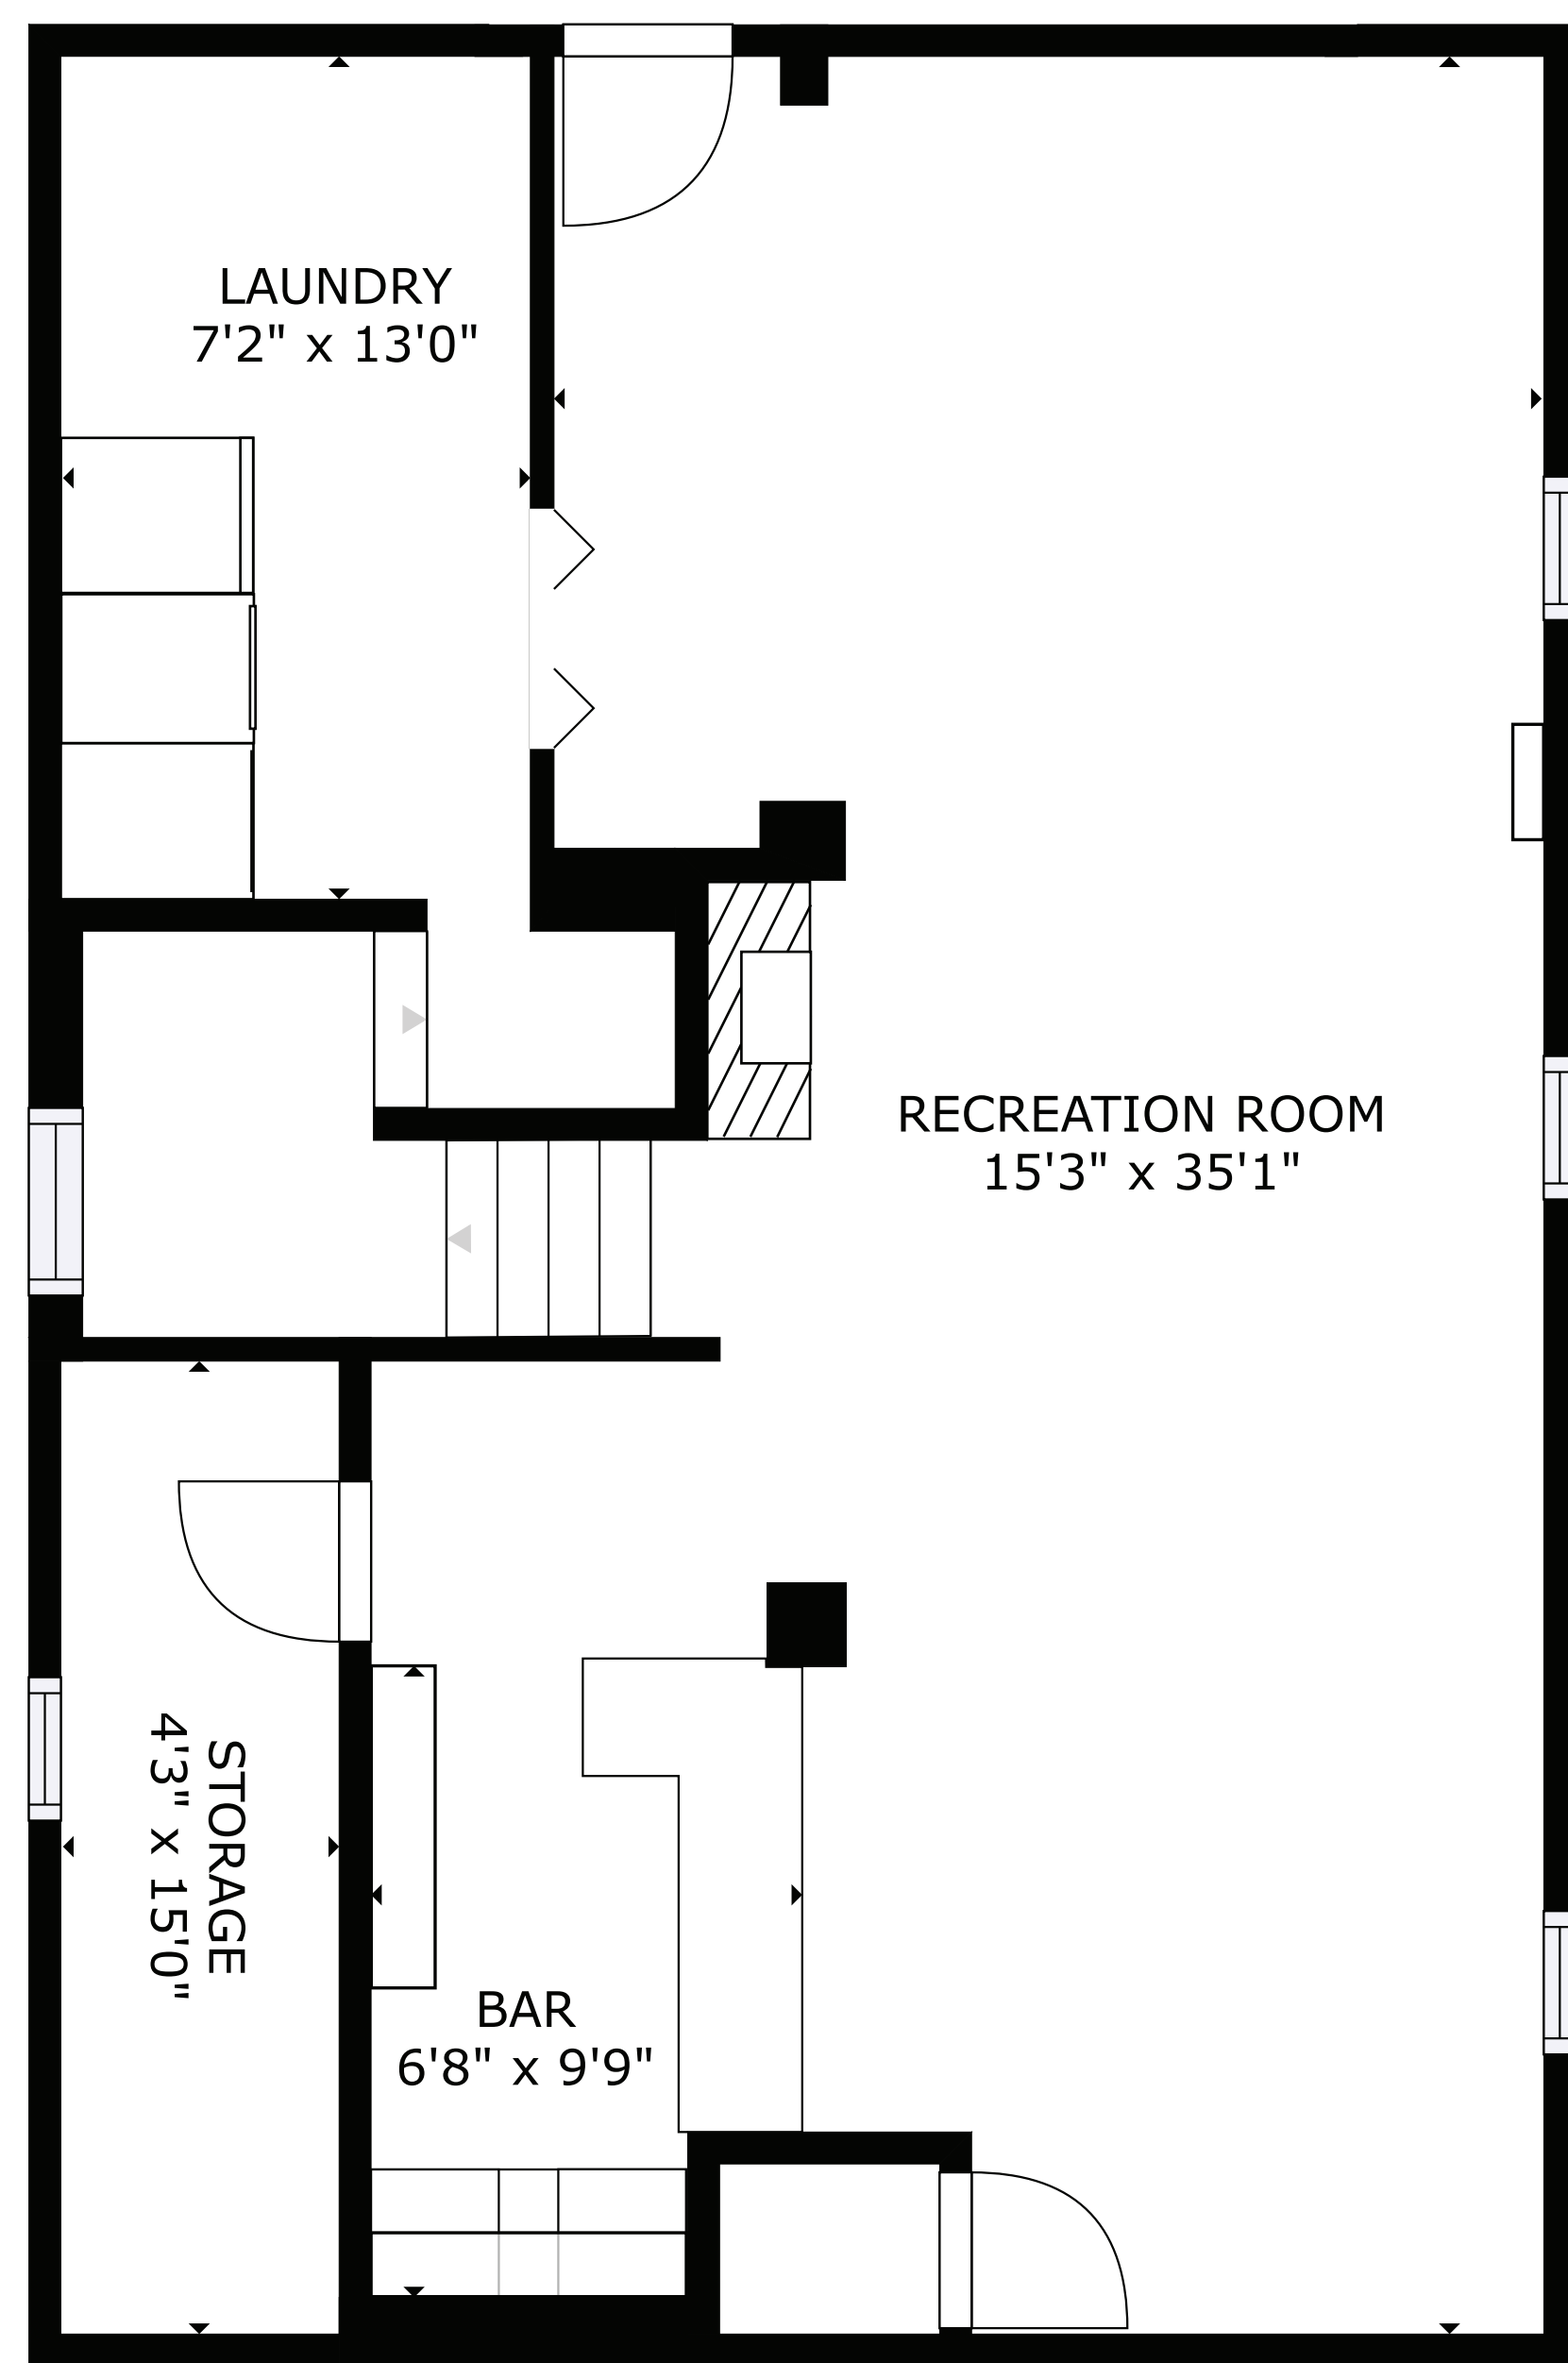 LAUNDRY
7'2" x 13'0"
RECREATION ROOM
15'3" x 35'1"
STORAGE
4'3" x 15'0"
BAR
6'8" x 9'9"